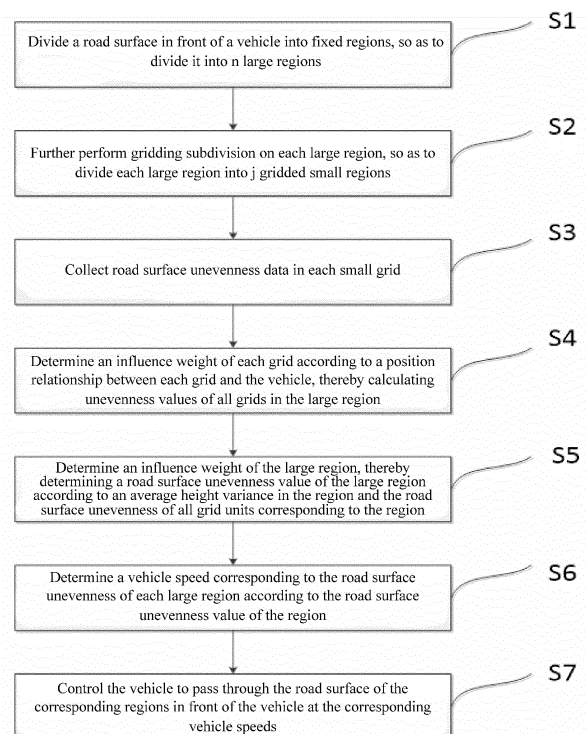 S1
Divide a road surface in front of a vehicle into fixed regions, so as to
divide it into n large regions
S2
Further perform gridding subdivision on each large region, so as to
divide each large region into j gridded small regions
S3
Collect road surface unevenness data in each small grid
S4
Determine an influence weight of each grid according to a position
relationship between each grid and the vehicle, thereby calculating
unevenness values of all grids in the large region
S5
Determine an influence weight of the large region, thereby
determining a road surface unevenness value of the large region
according to an average height variance in the region and the road
surface unevenness of all grid units corresponding to the region
S6
Determine a vehicle speed corresponding to the road surface
unevenness of each large region according to the road surface
unevenness value of the region
S7
Control the vehicle to pass through the road surface of the
corresponding regions in front of the vehicle at the corresponding
vehicle speeds